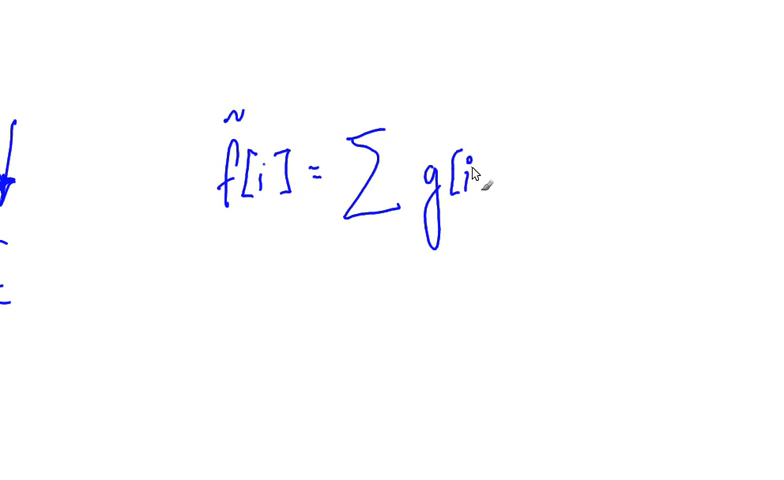 f̃[i] = ∑ g[i